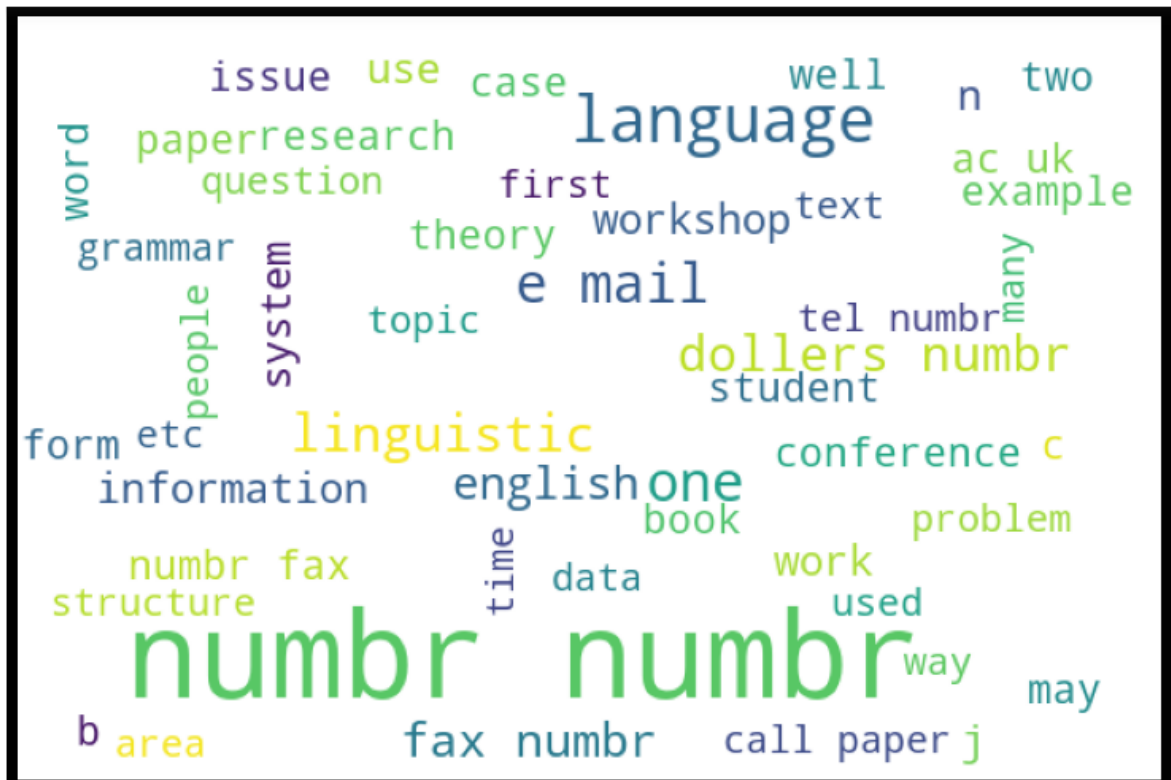 issue
use
case
well
two
n
language
word
paper
research
ac uk
question
first
example
workshop
text
theory
grammar
system
many
e mail
people
topic
tel numbr
dollers numbr
student
form
etc
linguistic
conference
c
information
english
one
book
problem
time
numbr fax
data
work
structure
used
numbr numbr
way
may
b
area
fax numbr
call paper
j